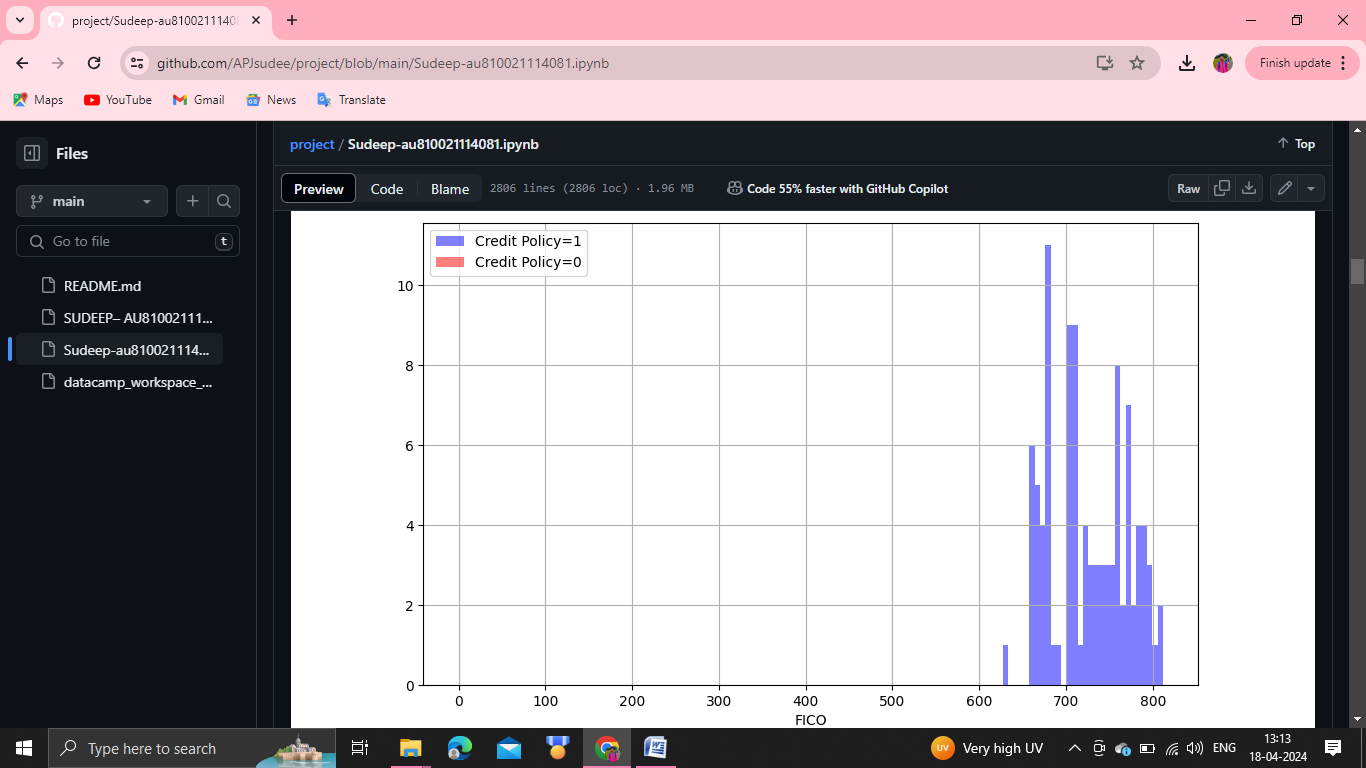 project/Sudeep-au81002111408
github.com/APJsudee/project/blob/main/Sudeep-au810021114081.ipynb
Finish update
Maps YouTube Gmail News Translate
Files
project / Sudeep-au810021114081.ipynb
Top
main
Preview Code Blame 2806 lines (2806 loc) · 1.96 MB Code 55% faster with GitHub Copilot Raw
Go to file t
README.md
SUDEEP– AU81002111...
Sudeep-au810021114...
datacamp_workspace_...
Credit Policy=1
Credit Policy=0
10
8
6
4
2
0
0 100 200 300 400 500 600 700 800
FICO
Type here to search
UV Very high UV
ENG
13:13
18-04-2024